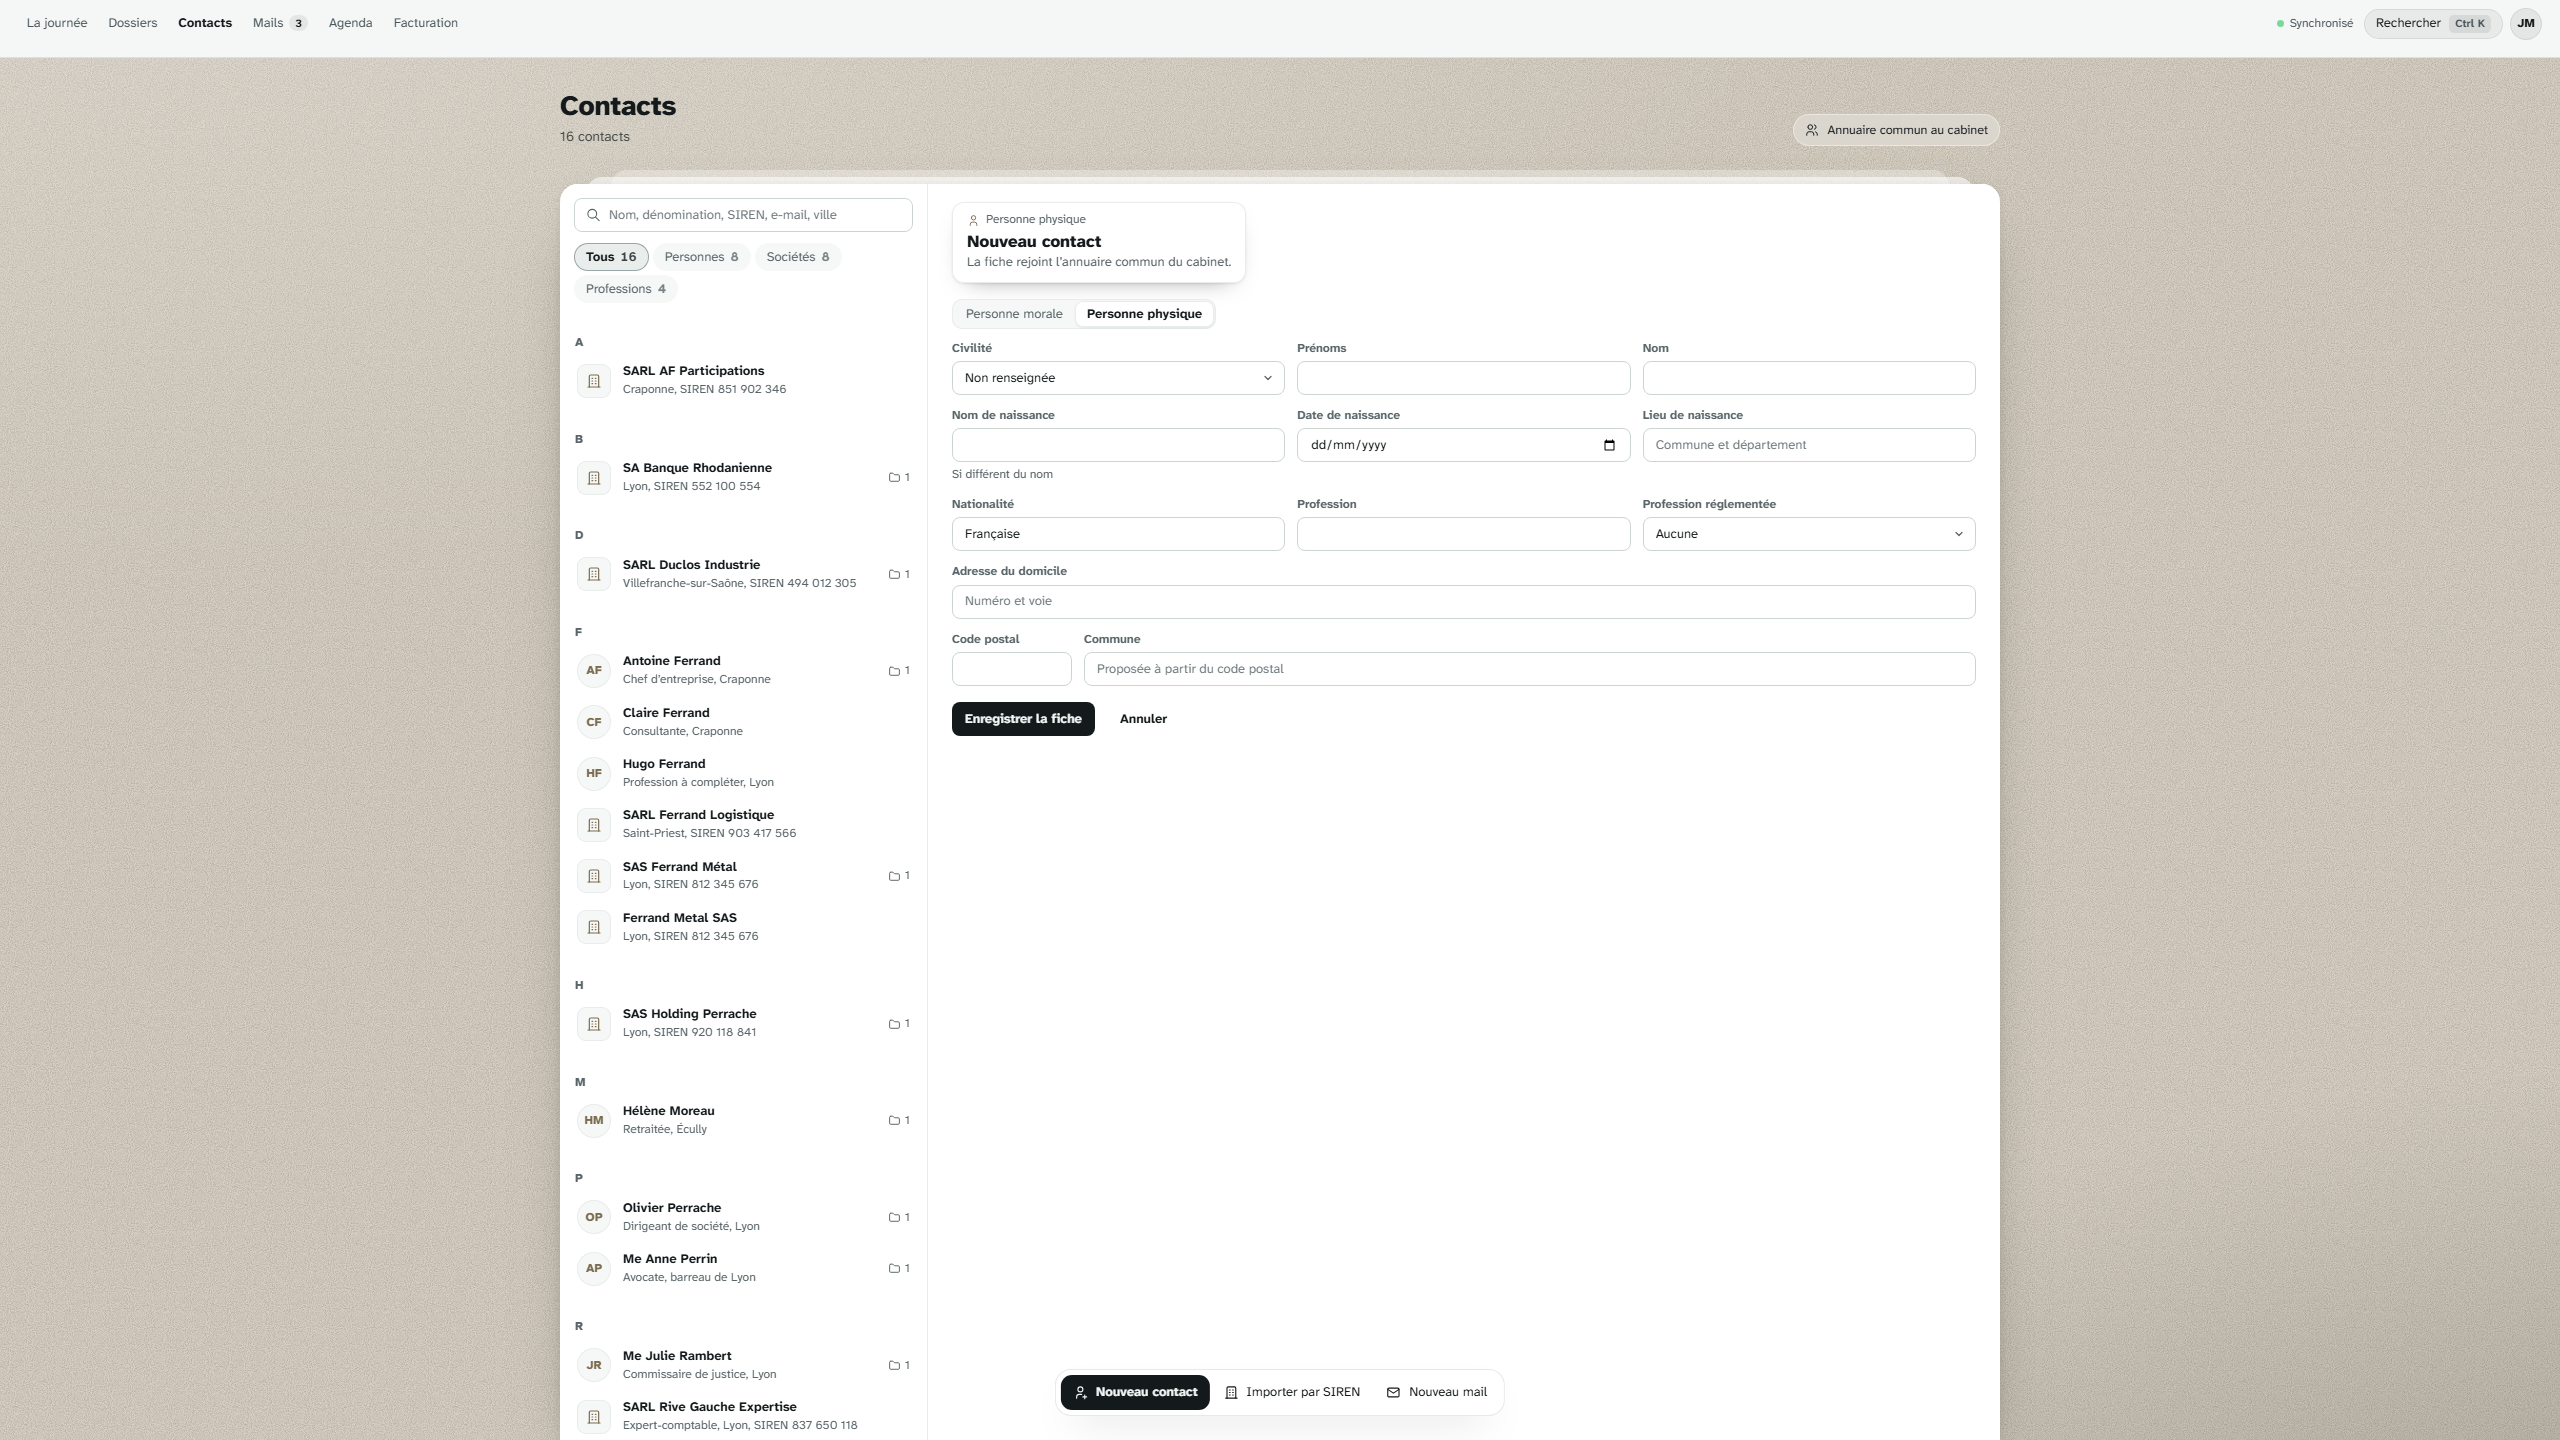 La journée Dossiers Contacts Mails 3 Agenda Facturation Synchronisé Rechercher Ctrl K JM
Contacts
16 contacts
Annuaire commun au cabinet
Nom, dénomination, SIREN, e-mail, ville
Tous 16 Personnes 8 Sociétés 8
Professions 4
A
SARL AF Participations
Craponne, SIREN 851 902 346
B
SA Banque Rhodanienne
Lyon, SIREN 552 100 554
1
D
SARL Duclos Industrie
Villefranche-sur-Saône, SIREN 494 012 305
1
F
AF
Antoine Ferrand
Chef d'entreprise, Craponne
1
CF
Claire Ferrand
Consultante, Craponne
HF
Hugo Ferrand
Profession à compléter, Lyon
SARL Ferrand Logistique
Saint-Priest, SIREN 903 417 566
SAS Ferrand Métal
Lyon, SIREN 812 345 676
1
Ferrand Metal SAS
Lyon, SIREN 812 345 676
H
SAS Holding Perrache
Lyon, SIREN 920 118 841
1
M
HM
Hélène Moreau
Retraitée, Écully
1
P
OP
Olivier Perrache
Dirigeant de société, Lyon
1
AP
Me Anne Perrin
Avocate, barreau de Lyon
1
R
JR
Me Julie Rambert
Commissaire de justice, Lyon
1
SARL Rive Gauche Expertise
Expert-comptable, Lyon, SIREN 837 650 118
Personne physique
Nouveau contact
La fiche rejoint l'annuaire commun du cabinet.
Personne morale Personne physique
Civilité Prénoms Nom
Non renseignée
Nom de naissance Date de naissance Lieu de naissance
dd/mm/yyyy Commune et département
Si différent du nom
Nationalité Profession Profession réglementée
Française Aucune
Adresse du domicile
Numéro et voie
Code postal Commune
Proposée à partir du code postal
Enregistrer la fiche Annuler
Nouveau contact Importer par SIREN Nouveau mail